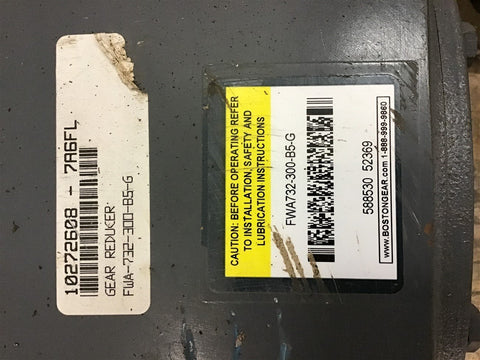 10272608 - 7A6FL
GEAR REDUCER
FWA-732-300-B5-G
CAUTION: BEFORE OPERATING REFER
TO INSTALLATION, SAFETY AND
LUBRICATION INSTRUCTIONS
FWA732-300-B5-G
588530 52369
www.BOSTONGEAR.com 1-888-999-9860